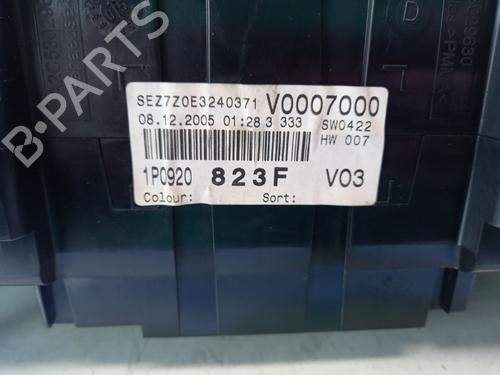 SEZ7Z0E3240371 V0007000
08.12.2005 01:28 3 333 SW0422
HW 007
1P0920 823F V03
Colour: Sort:
B-PARTS